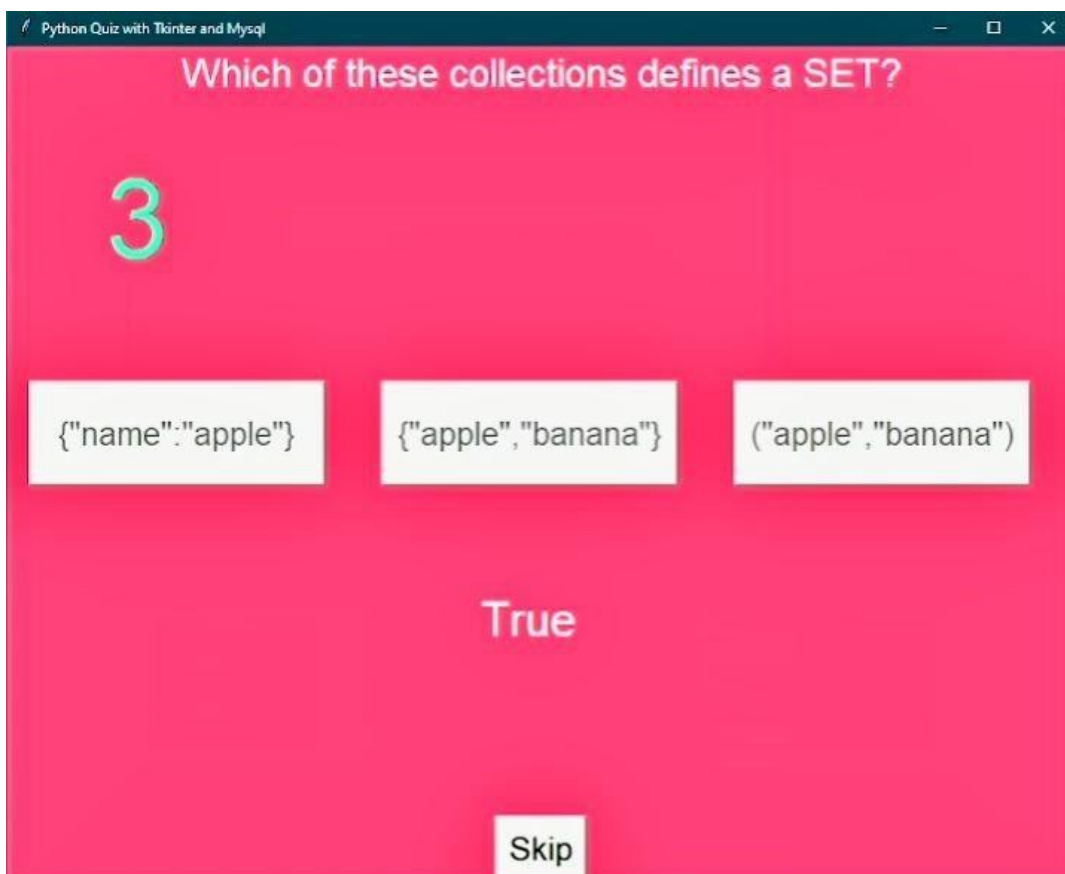 Python Quiz with Tkinter and Mysql
Which of these collections defines a SET?
3
{"name":"apple"}
{"apple","banana"}
("apple","banana")
True
Skip